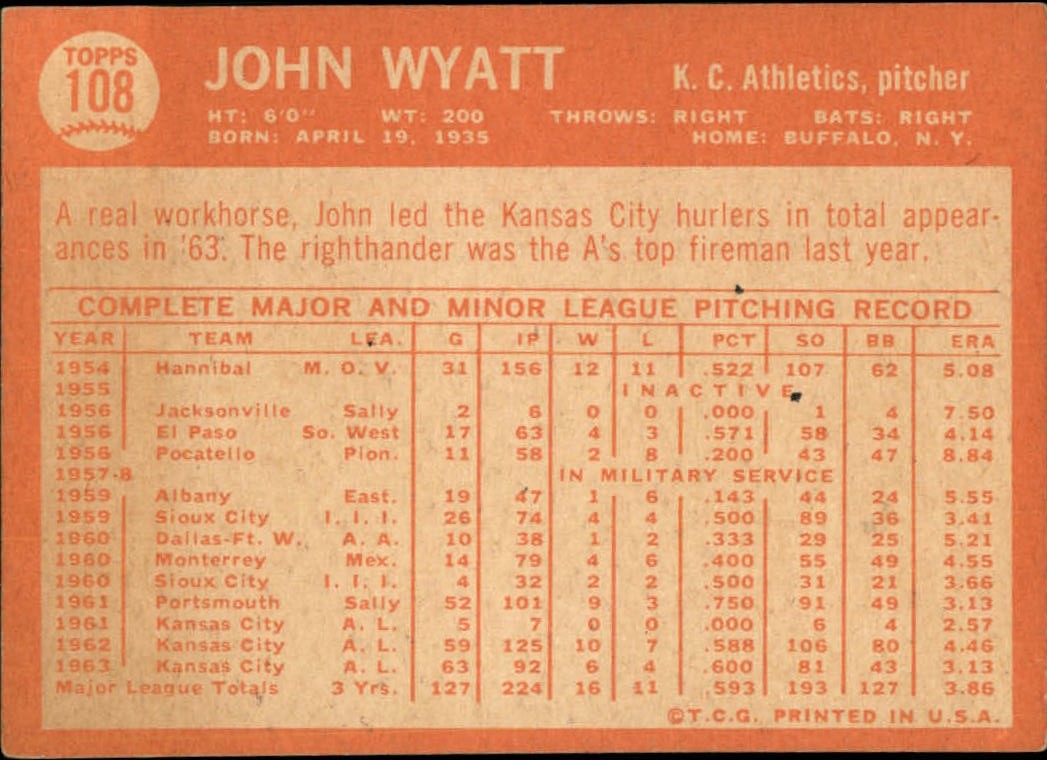 TOPPS
108
JOHN WYATT
K. C. Athletics, pitcher
HT: 6'0" WT: 200 THROWS: RIGHT BATS: RIGHT
BORN: APRIL 19, 1935 HOME: BUFFALO, N. Y.
A real workhorse, John led the Kansas City hurlers in total appear-
ances in '63. The righthander was the A's top fireman last year.
COMPLETE MAJOR AND MINOR LEAGUE PITCHING RECORD
YEAR TEAM LEA. G IP W L PCT SO BB ERA
1954 Hannibal M. O. V. 31 156 12 11 .522 107 62 5.08
1955 INACTIVE
1956 Jacksonville Sally 2 6 0 0 .000 1 4 7.50
1956 El Paso So. West 17 63 4 3 .571 58 34 4.14
1956 Pocatello Pion. 11 58 2 8 .200 43 47 8.84
1957-8 IN MILITARY SERVICE
1959 Albany East. 19 47 1 6 .143 44 24 5.55
1959 Sioux City I. I. I. 26 74 4 4 .500 89 36 3.41
1960 Dallas-Ft. W. A. A. 10 38 1 2 .333 29 25 5.21
1960 Monterrey Mex. 14 79 4 6 .400 55 49 4.55
1960 Sioux City I. I. I. 4 32 2 2 .500 31 21 3.66
1961 Portsmouth Sally 52 101 9 3 .750 91 49 3.13
1961 Kansas City A. L. 5 7 0 0 .000 6 4 2.57
1962 Kansas City A. L. 59 125 10 7 .588 106 80 4.46
1963 Kansas City A. L. 63 92 6 4 .600 81 43 3.13
Major League Totals 3 Yrs. 127 224 16 11 593 193 127 3.86
©T.C.G. PRINTED IN U.S.A.